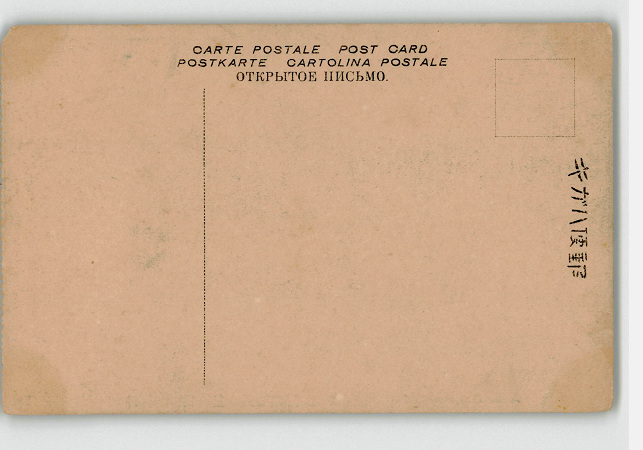 CARTE POSTALE POST CARD
POSTKARTE CARTOLINA POSTALE
ОТКРЫТОЕ ПИСЬМО.
郵便ハガキ